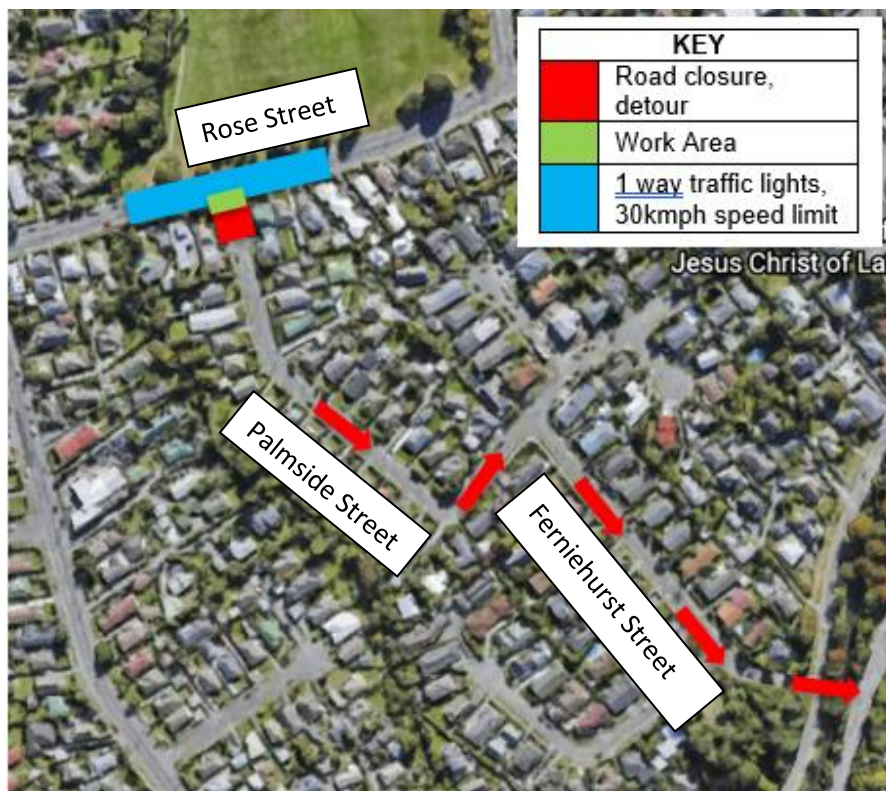 KEY
Road closure,
detour
Work Area
1 way traffic lights,
30kmph speed limit
Rose Street
Jesus Christ of La
Palmside Street
Ferniehurst Street